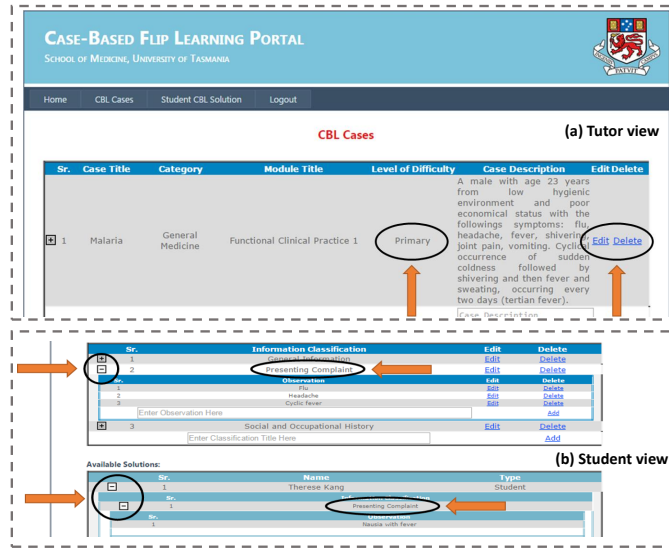 CASE-BASED FLIP LEARNING PORTAL
SCHOOL OF MEDICINE, UNIVERSITY OF TASMANIA
Home CBL Cases Student CBL Solution Logout
CBL Cases
(a) Tutor view
Sr. Case Title Category Module Title Level of Difficulty Case Description Edit Delete
1 Malaria General Medicine Functional Clinical Practice 1 Primary
A male with age 23 years
from low hygienic
environment and poor
economical status with the
followings symptoms: flu,
headache, fever, shivering,
joint pain, vomiting. Cyclical
occurrence of sudden
coldness followed by
shivering and then fever and
sweating, occurring every
two days (tertian fever).
Edit Delete
Case Description
Sr. Information Classification Edit Delete
1 General Information Edit Delete
2 Presenting Complaint Edit Delete
Sr. Observation Edit Delete
1 Flu Edit Delete
2 Headache Edit Delete
3 Cyclic fever Edit Delete
Enter Observation Here Add
3 Social and Occupational History Edit Delete
Enter Classification Title Here Add
(b) Student view
Available Solutions:
Sr. Name Type
1 Therese Kang Student
Sr. Information Classification
1 Presenting Complaint
Sr. Observation
1 Nausia with fever